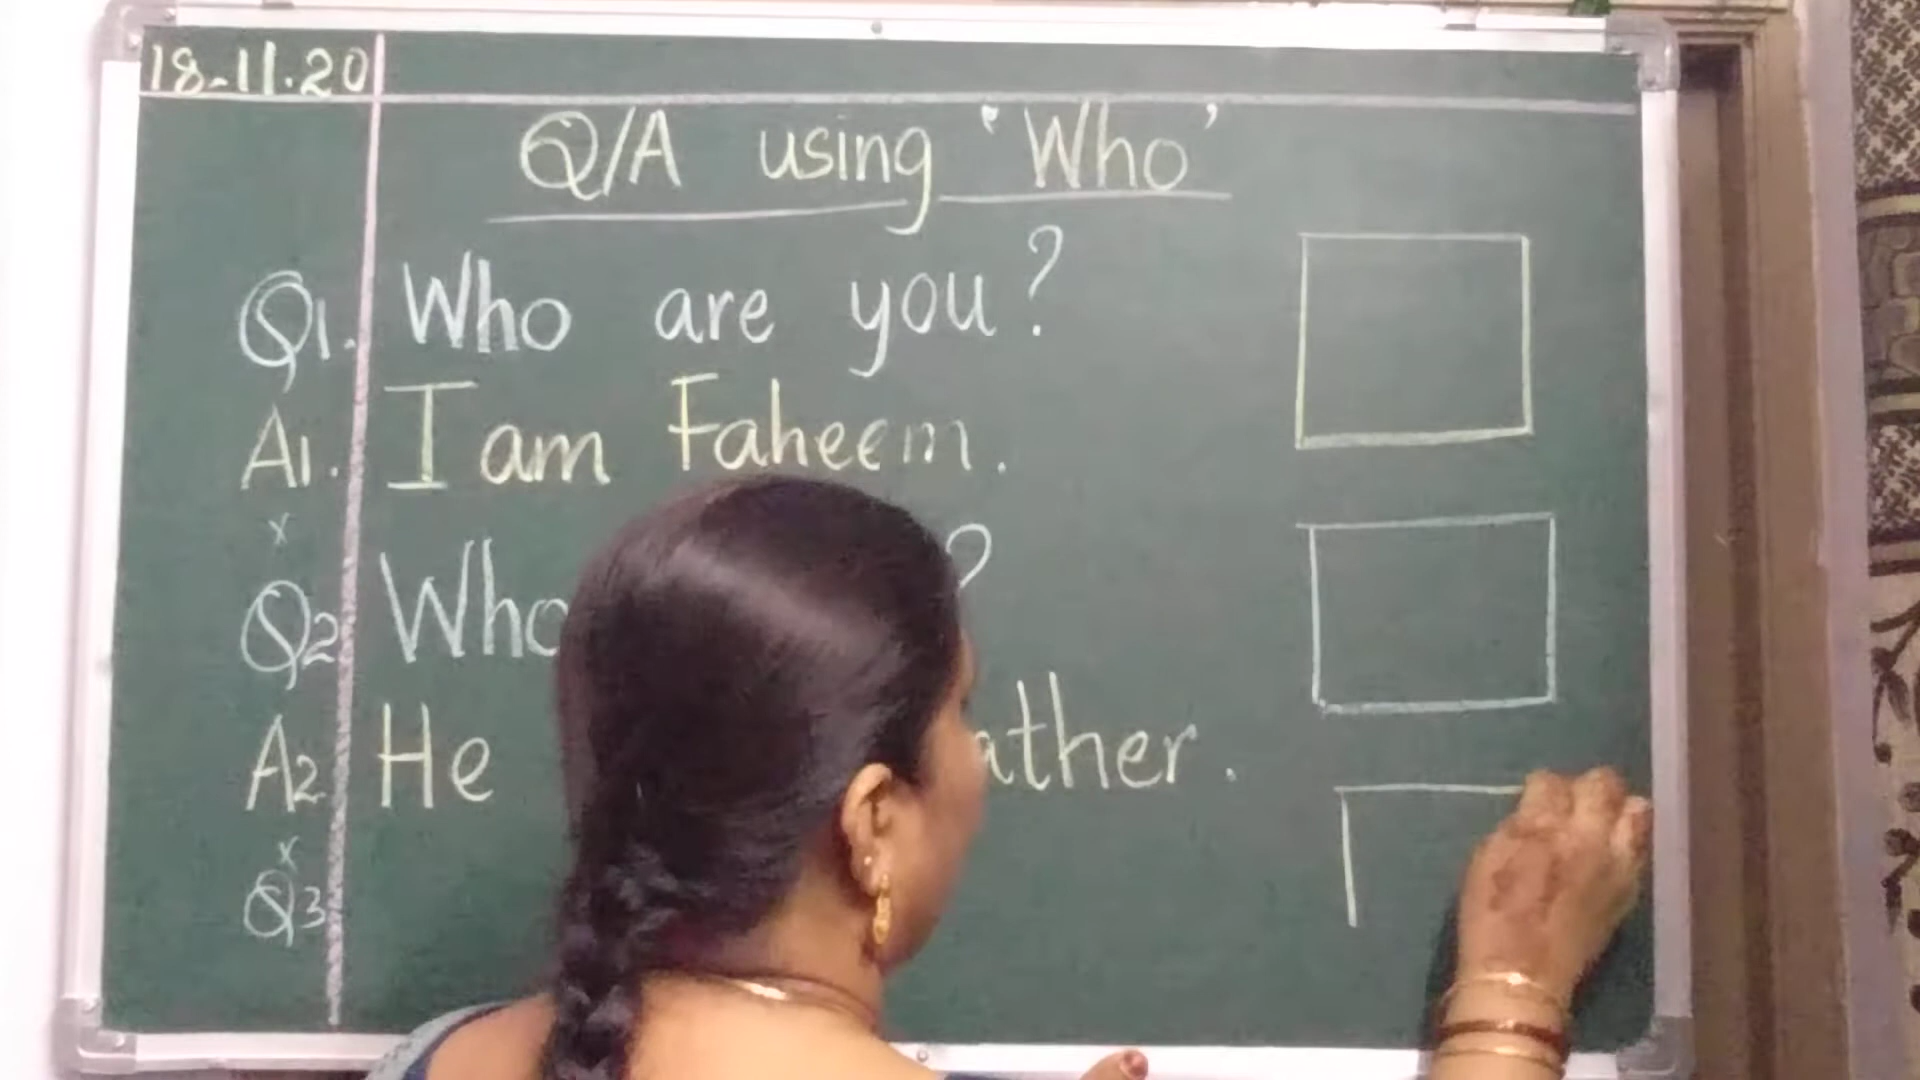 18-11.20
Q/A using 'Who'
Q1. Who are you?
A1. I am Faheem.
x
Q2 Who ?
A2 He ather.
x
Q3